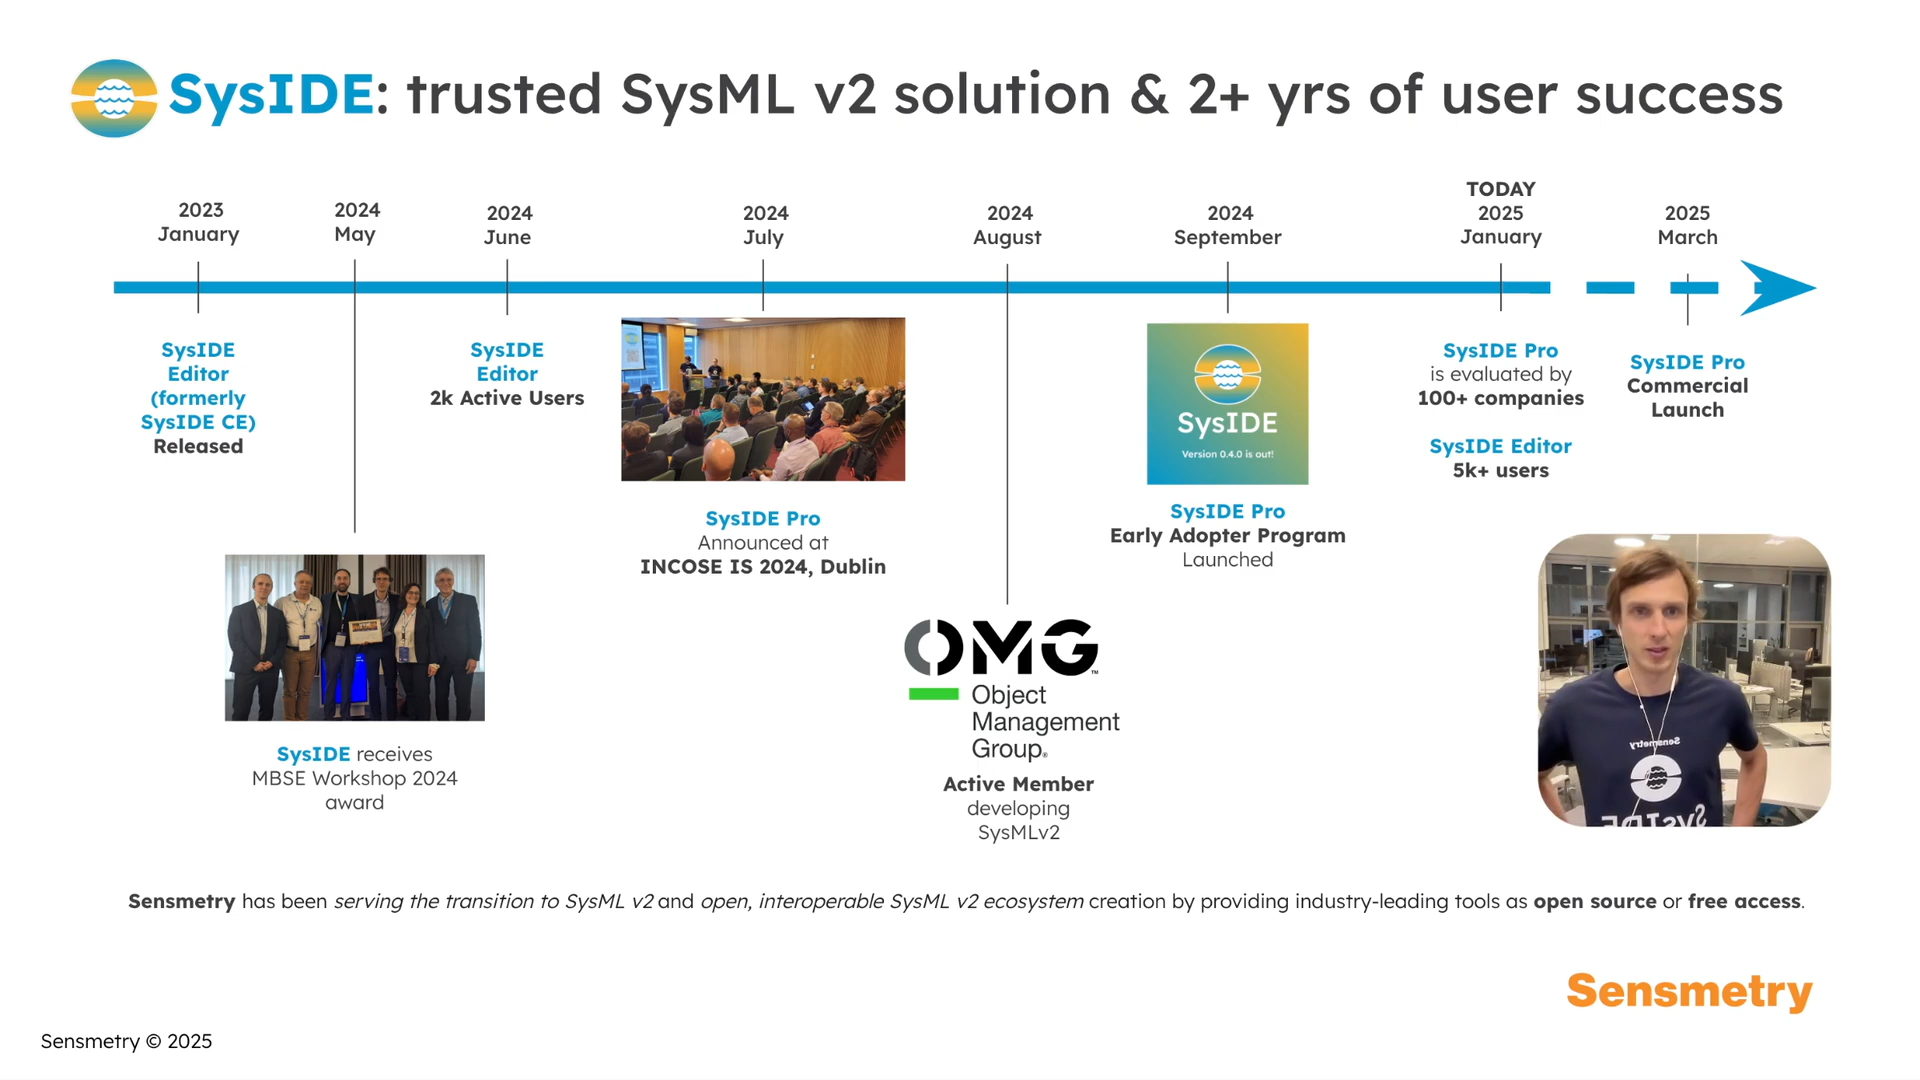 SysIDE: trusted SysML v2 solution & 2+ yrs of user success
2023
January
2024
May
2024
June
2024
July
2024
August
2024
September
TODAY
2025
January
2025
March
SysIDE
Editor
(formerly
SysIDE CE)
Released
SysIDE receives
MBSE Workshop 2024
award
SysIDE
Editor
2k Active Users
SysIDE Pro
Announced at
INCOSE IS 2024, Dublin
OMG™
Object
Management
Group®
Active Member
developing
SysMLv2
SysIDE
Version 0.4.0 is out!
SysIDE Pro
Early Adopter Program
Launched
SysIDE Pro
is evaluated by
100+ companies
SysIDE Editor
5k+ users
SysIDE Pro
Commercial
Launch
Sensmetry
SysIDE
Sensmetry has been serving the transition to SysML v2 and open, interoperable SysML v2 ecosystem creation by providing industry-leading tools as open source or free access.
Sensmetry
Sensmetry © 2025